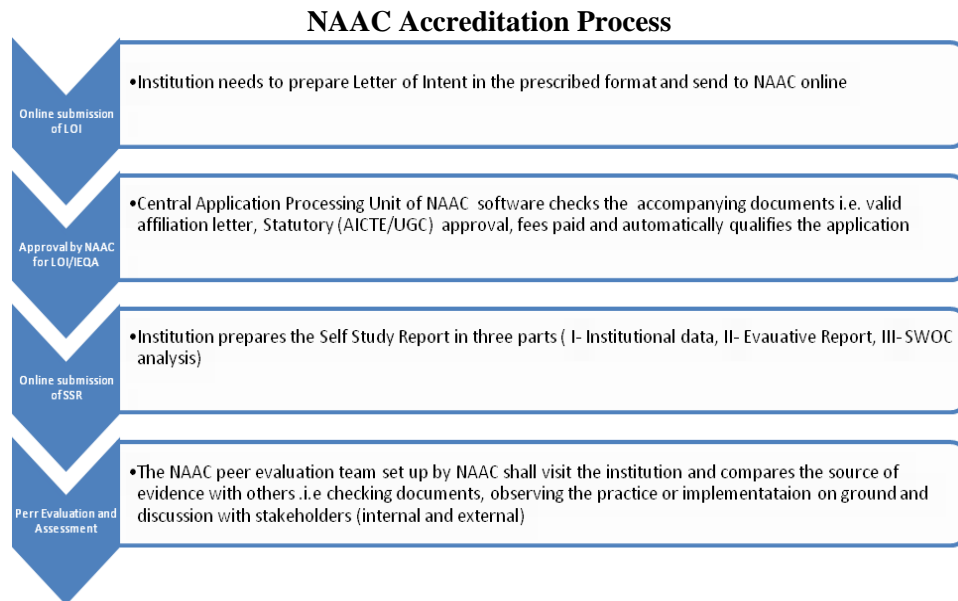 NAAC Accreditation Process
•Institution needs to prepare Letter of Intent in the prescribed format and send to NAAC online
Online submission
of LOI
•Central Application Processing Unit of NAAC software checks the accompanying documents i.e. valid
affiliation letter, Statutory (AICTE/UGC) approval, fees paid and automatically qualifies the application
Approval by NAAC
for LOI/IEQA
•Institution prepares the Self Study Report in three parts ( I- Institutional data, II- Evauative Report, III- SWOC
analysis)
Online submission
of SSR
•The NAAC peer evaluation team set up by NAAC shall visit the institution and compares the source of
evidence with others .i.e checking documents, observing the practice or implementataion on ground and
discussion with stakeholders (internal and external)
Perr Evaluation and
Assessment